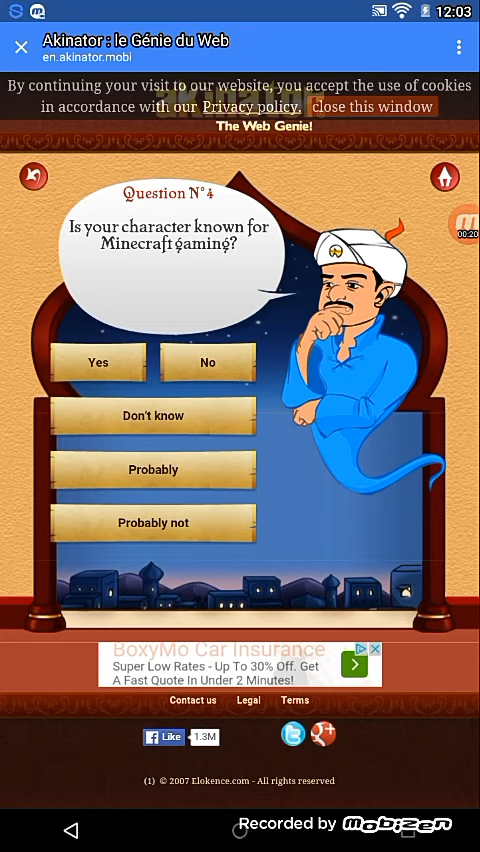 12:03
Akinator : le Génie du Web
en.akinator.mobi
By continuing your visit to our website, you accept the use of cookies
in accordance with our Privacy policy. close this window
akinator
The Web Genie!
Question N°4
Is your character known for
Minecraft gaming?
00:20
Yes No
Don't know
Probably
Probably not
BoxyMo Car Insurance
Super Low Rates - Up To 30% Off. Get
A Fast Quote In Under 2 Minutes!
Contact us Legal Terms
Like 1.3M
(1) © 2007 Elokence.com - All rights reserved
Recorded by Mobizen